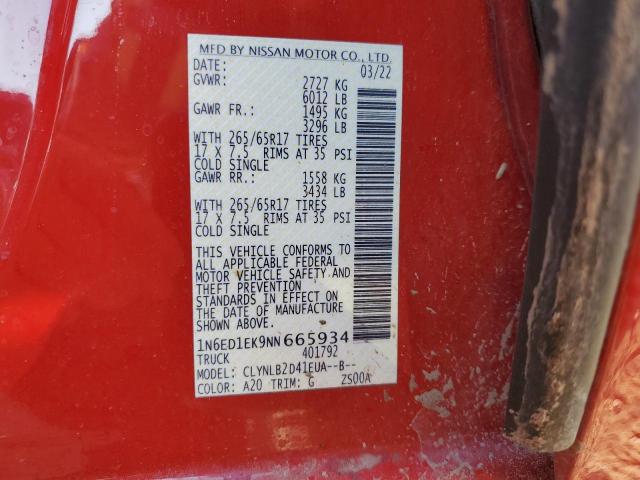 MFD BY NISSAN MOTOR CO., LTD.
DATE: 03/22
GVWR: 2727 KG
6012 LB
GAWR FR.: 1495 KG
3296 LB
WITH 265/65R17 TIRES
17 X 7.5 RIMS AT 35 PSI
COLD SINGLE
GAWR RR.: 1558 KG
3434 LB
WITH 265/65R17 TIRES
17 X 7.5 RIMS AT 35 PSI
COLD SINGLE
THIS VEHICLE CONFORMS TO
ALL APPLICABLE FEDERAL
MOTOR VEHICLE SAFETY AND
THEFT PREVENTION
STANDARDS IN EFFECT ON
THE DATE OF MANUFACTURE
SHOWN ABOVE.
1N6ED1EK9NN665934
TRUCK 401792
MODEL: CLYNLB2D41EUA--B--
COLOR: A20 TRIM: G ZS00A